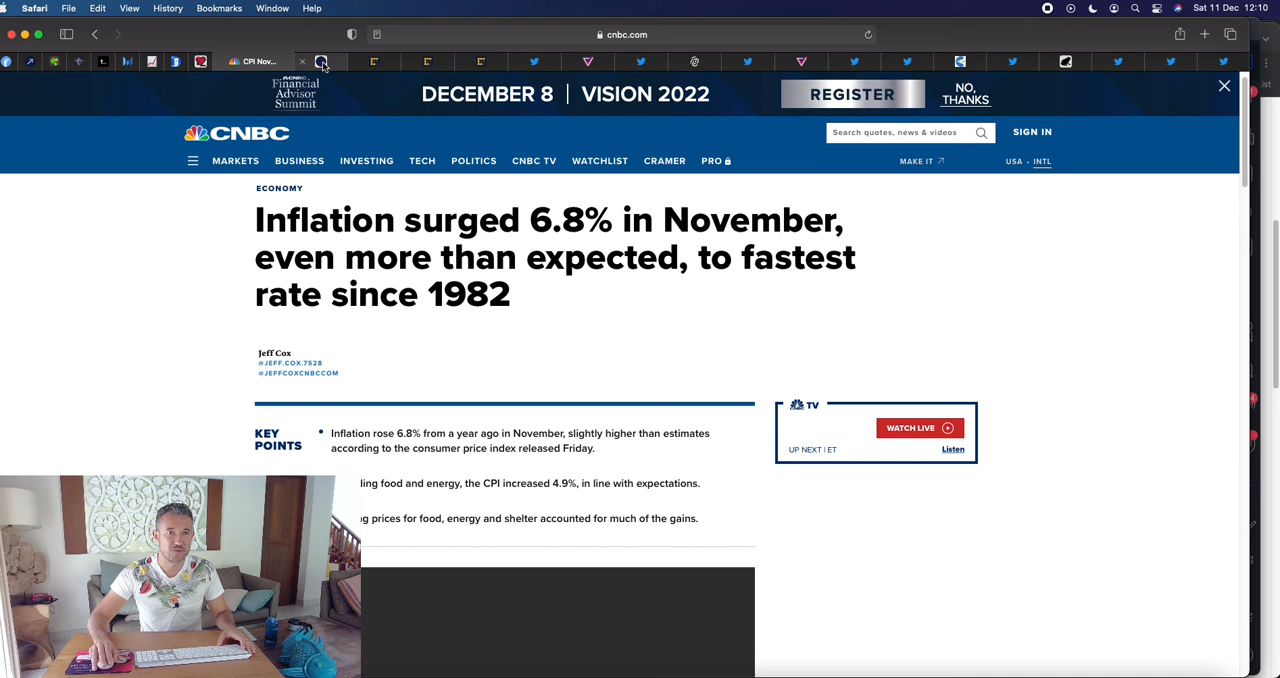 Safari File Edit View History Bookmarks Window Help
Sat 11 Dec 12:10
cnbc.com
CPI Nov...
CNBC
Financial
Advisor
Summit
DECEMBER 8 | VISION 2022
REGISTER
NO,
THANKS
CNBC
Search quotes, news & videos
SIGN IN
MARKETS BUSINESS INVESTING TECH POLITICS CNBC TV WATCHLIST CRAMER PRO
MAKE IT
USA • INTL
ECONOMY
Inflation surged 6.8% in November,
even more than expected, to fastest
rate since 1982
Jeff Cox
@JEFF.COX.7528
@JEFFCOXCNBCCOM
KEY
POINTS
• Inflation rose 6.8% from a year ago in November, slightly higher than estimates
according to the consumer price index released Friday.
ling food and energy, the CPI increased 4.9%, in line with expectations.
g prices for food, energy and shelter accounted for much of the gains.
TV
WATCH LIVE
UP NEXT | ET
Listen